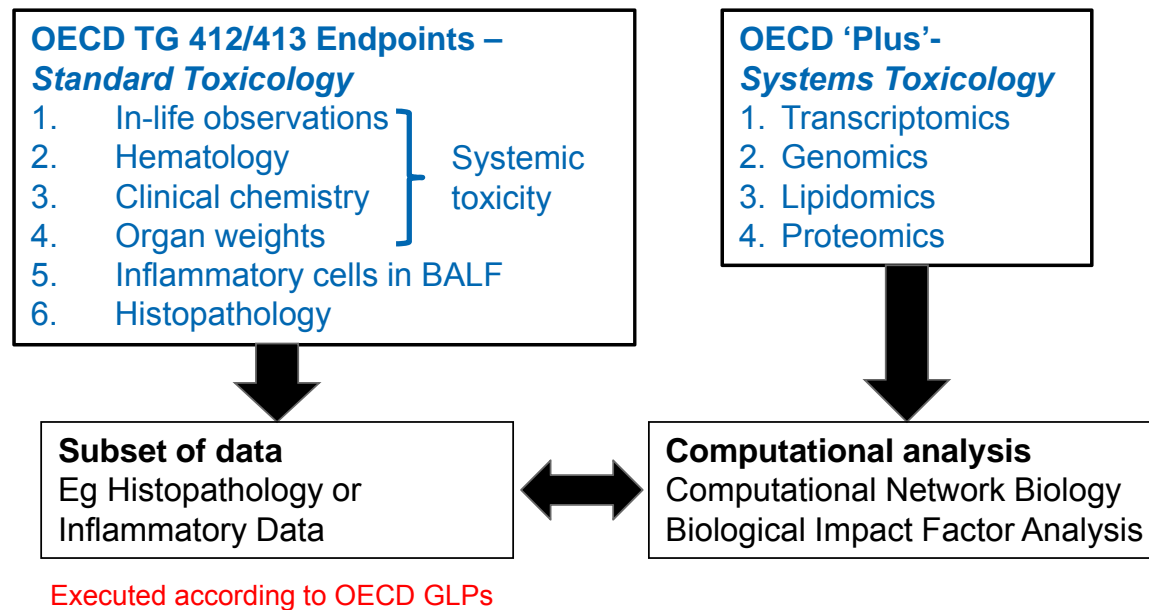 OECD TG 412/413 Endpoints –
Standard Toxicology
1. In-life observations
2. Hematology
3. Clinical chemistry
4. Organ weights
5. Inflammatory cells in BALF
6. Histopathology
Systemic
toxicity
OECD ‘Plus’-
Systems Toxicology
1. Transcriptomics
2. Genomics
3. Lipidomics
4. Proteomics
Subset of data
Eg Histopathology or
Inflammatory Data
Computational analysis
Computational Network Biology
Biological Impact Factor Analysis
Executed according to OECD GLPs